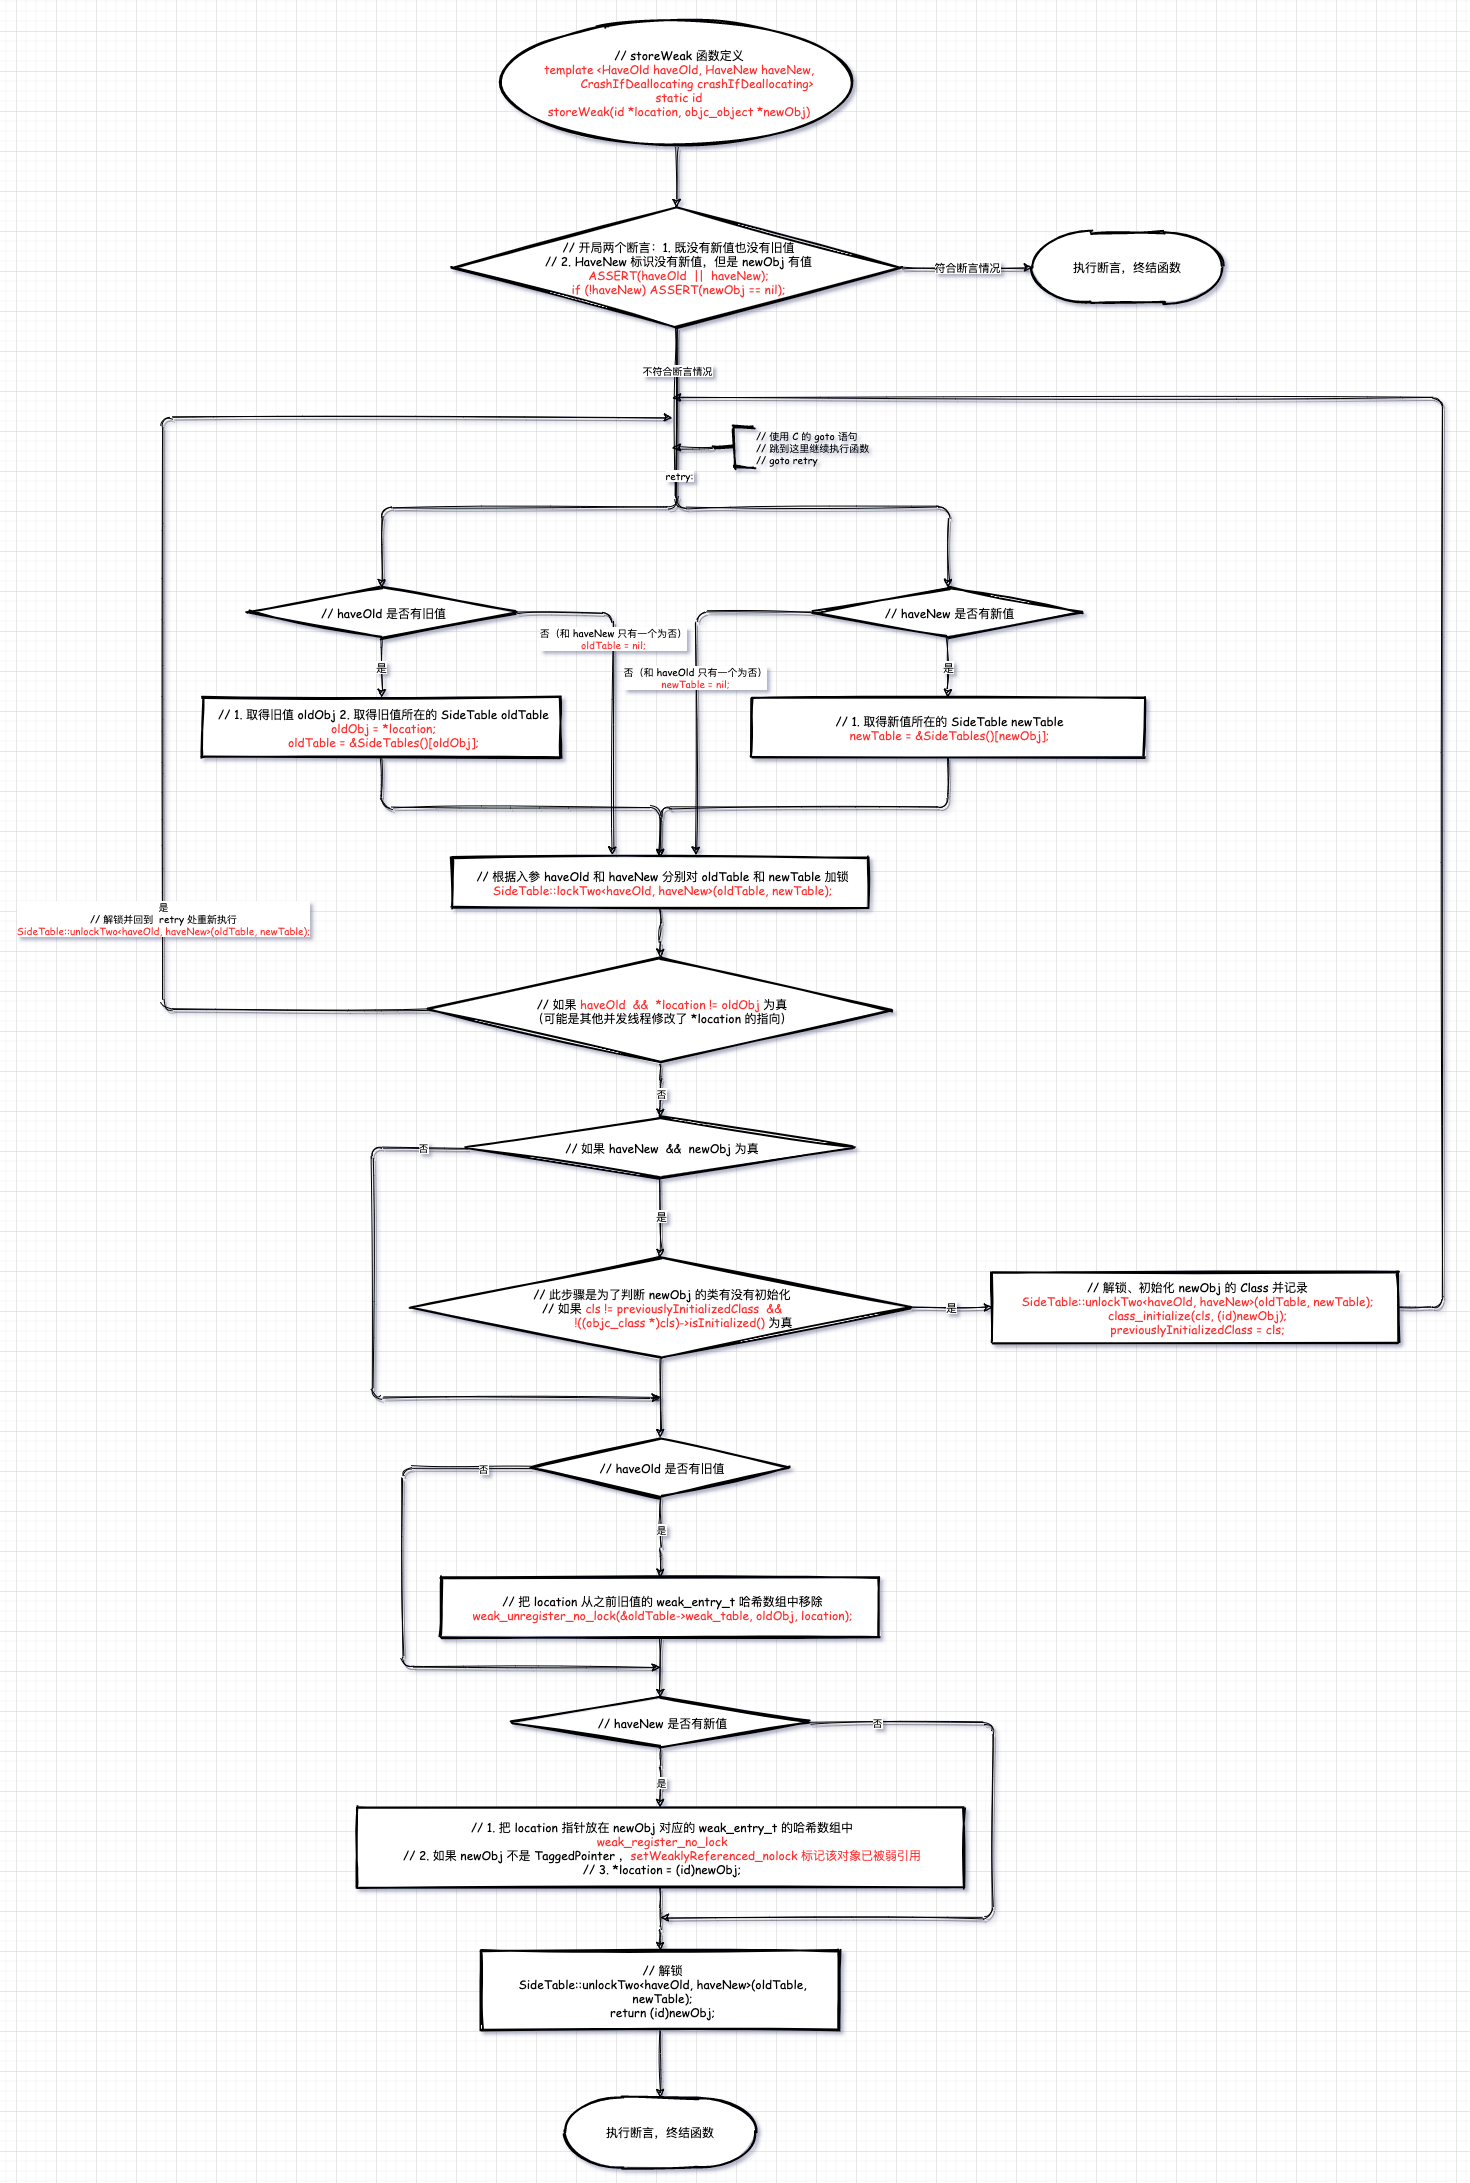 // storeWeak 函数定义
template <HaveOld haveOld, HaveNew haveNew,
CrashIfDeallocating crashIfDeallocating>
static id
storeWeak(id *location, objc_object *newObj)
// 开局两个断言：1. 既没有新值也没有旧值
// 2. HaveNew 标识没有新值，但是 newObj 有值
ASSERT(haveOld || haveNew);
if (!haveNew) ASSERT(newObj == nil);
符合断言情况
执行断言，终结函数
不符合断言情况
// 使用 C 的 goto 语句
// 跳到这里继续执行函数
// goto retry
retry:
// haveOld 是否有旧值
// haveNew 是否有新值
否（和 haveNew 只有一个为否）
oldTable = nil;
否（和 haveOld 只有一个为否）
newTable = nil;
是
是
// 1. 取得旧值 oldObj 2. 取得旧值所在的 SideTable oldTable
oldObj = *location;
oldTable = &SideTables()[oldObj];
// 1. 取得新值所在的 SideTable newTable
newTable = &SideTables()[newObj];
// 根据入参 haveOld 和 haveNew 分别对 oldTable 和 newTable 加锁
SideTable::lockTwo<haveOld, haveNew>(oldTable, newTable);
是
// 解锁并回到 retry 处重新执行
SideTable::unlockTwo<haveOld, haveNew>(oldTable, newTable);
// 如果 haveOld && *location != oldObj 为真
（可能是其他并发线程修改了 *location 的指向）
否
// 如果 haveNew && newObj 为真
否
是
// 此步骤是为了判断 newObj 的类有没有初始化
// 如果 cls != previouslyInitializedClass &&
!((objc_class *)cls)->isInitialized() 为真
是
// 解锁、初始化 newObj 的 Class 并记录
SideTable::unlockTwo<haveOld, haveNew>(oldTable, newTable);
class_initialize(cls, (id)newObj);
previouslyInitializedClass = cls;
// haveOld 是否有旧值
否
是
// 把 location 从之前旧值的 weak_entry_t 哈希数组中移除
weak_unregister_no_lock(&oldTable->weak_table, oldObj, location);
// haveNew 是否有新值
否
是
// 1. 把 location 指针放在 newObj 对应的 weak_entry_t 的哈希数组中
weak_register_no_lock
// 2. 如果 newObj 不是 TaggedPointer ，setWeaklyReferenced_nolock 标记该对象已被弱引用
// 3. *location = (id)newObj;
// 解锁
SideTable::unlockTwo<haveOld, haveNew>(oldTable,
newTable);
return (id)newObj;
执行断言，终结函数